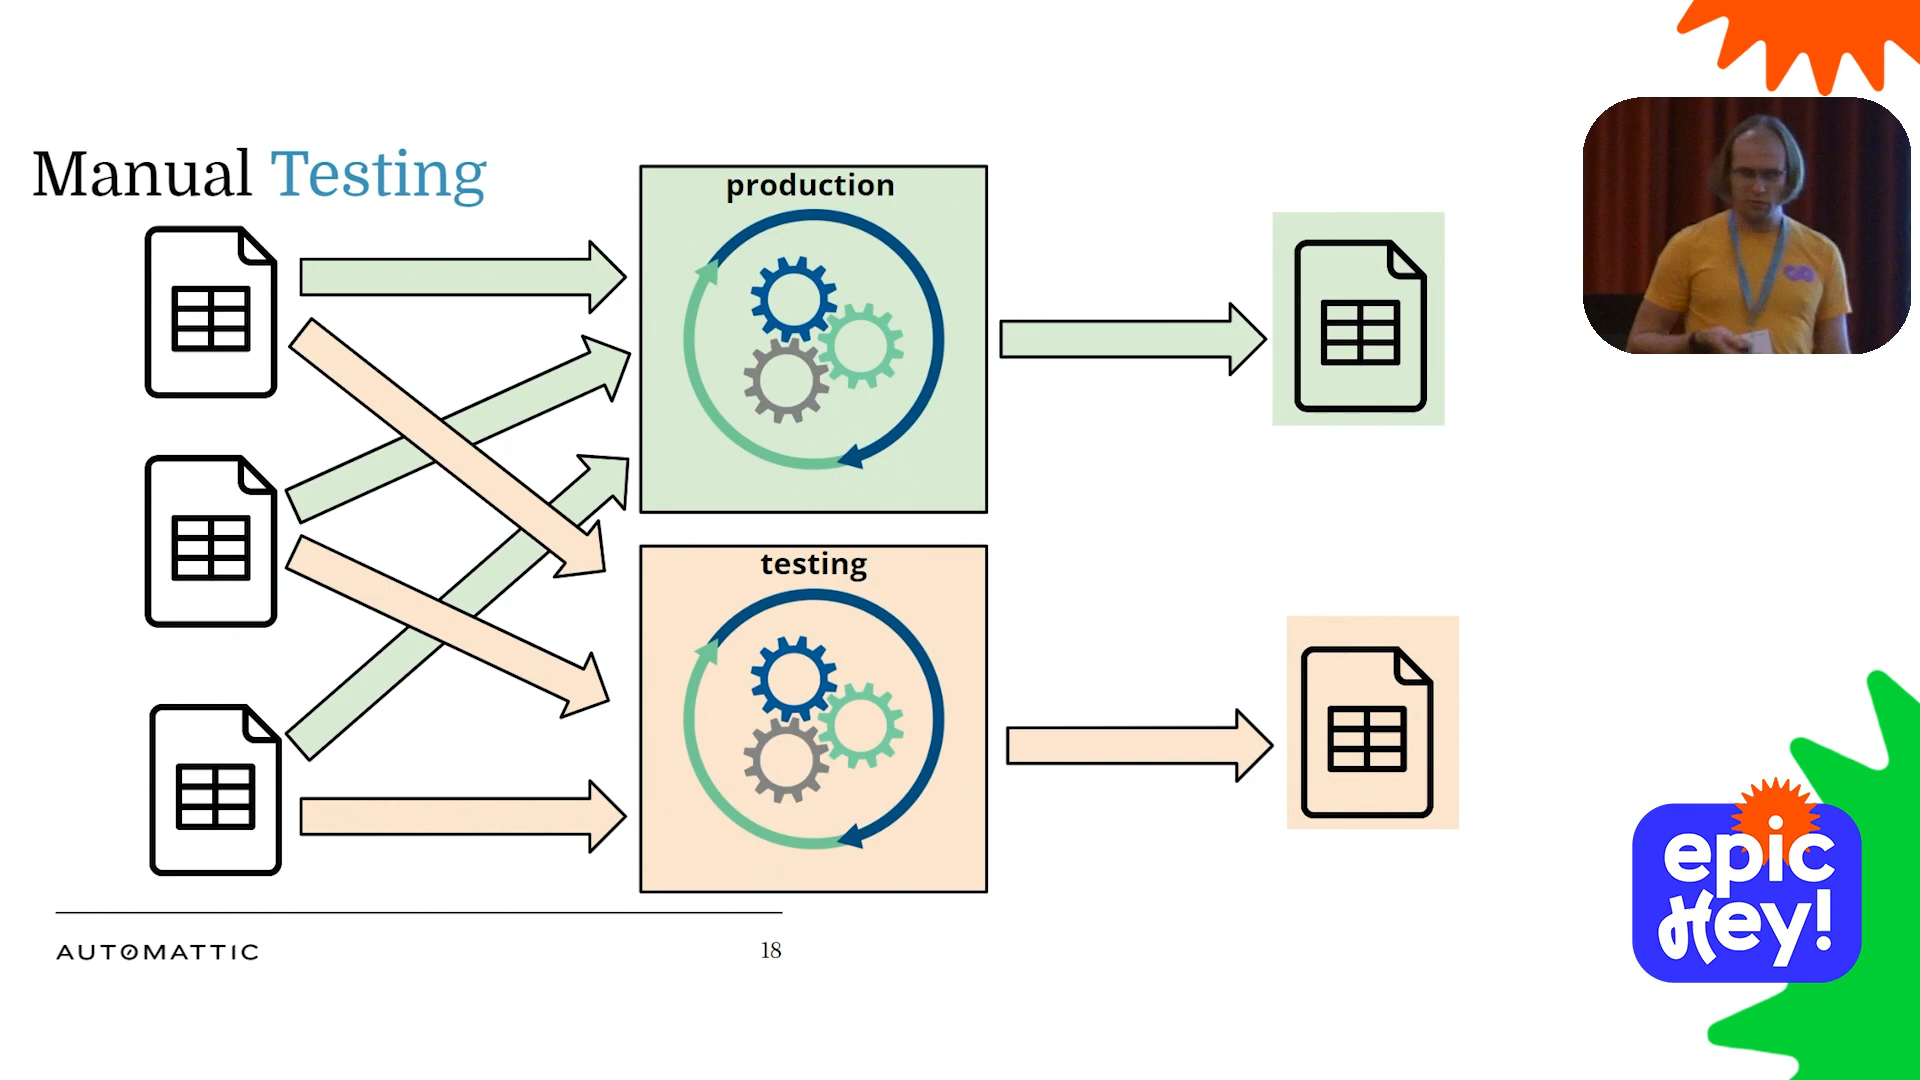 Manual Testing
production
testing
AUTOMATTIC
18
epic
Hey!